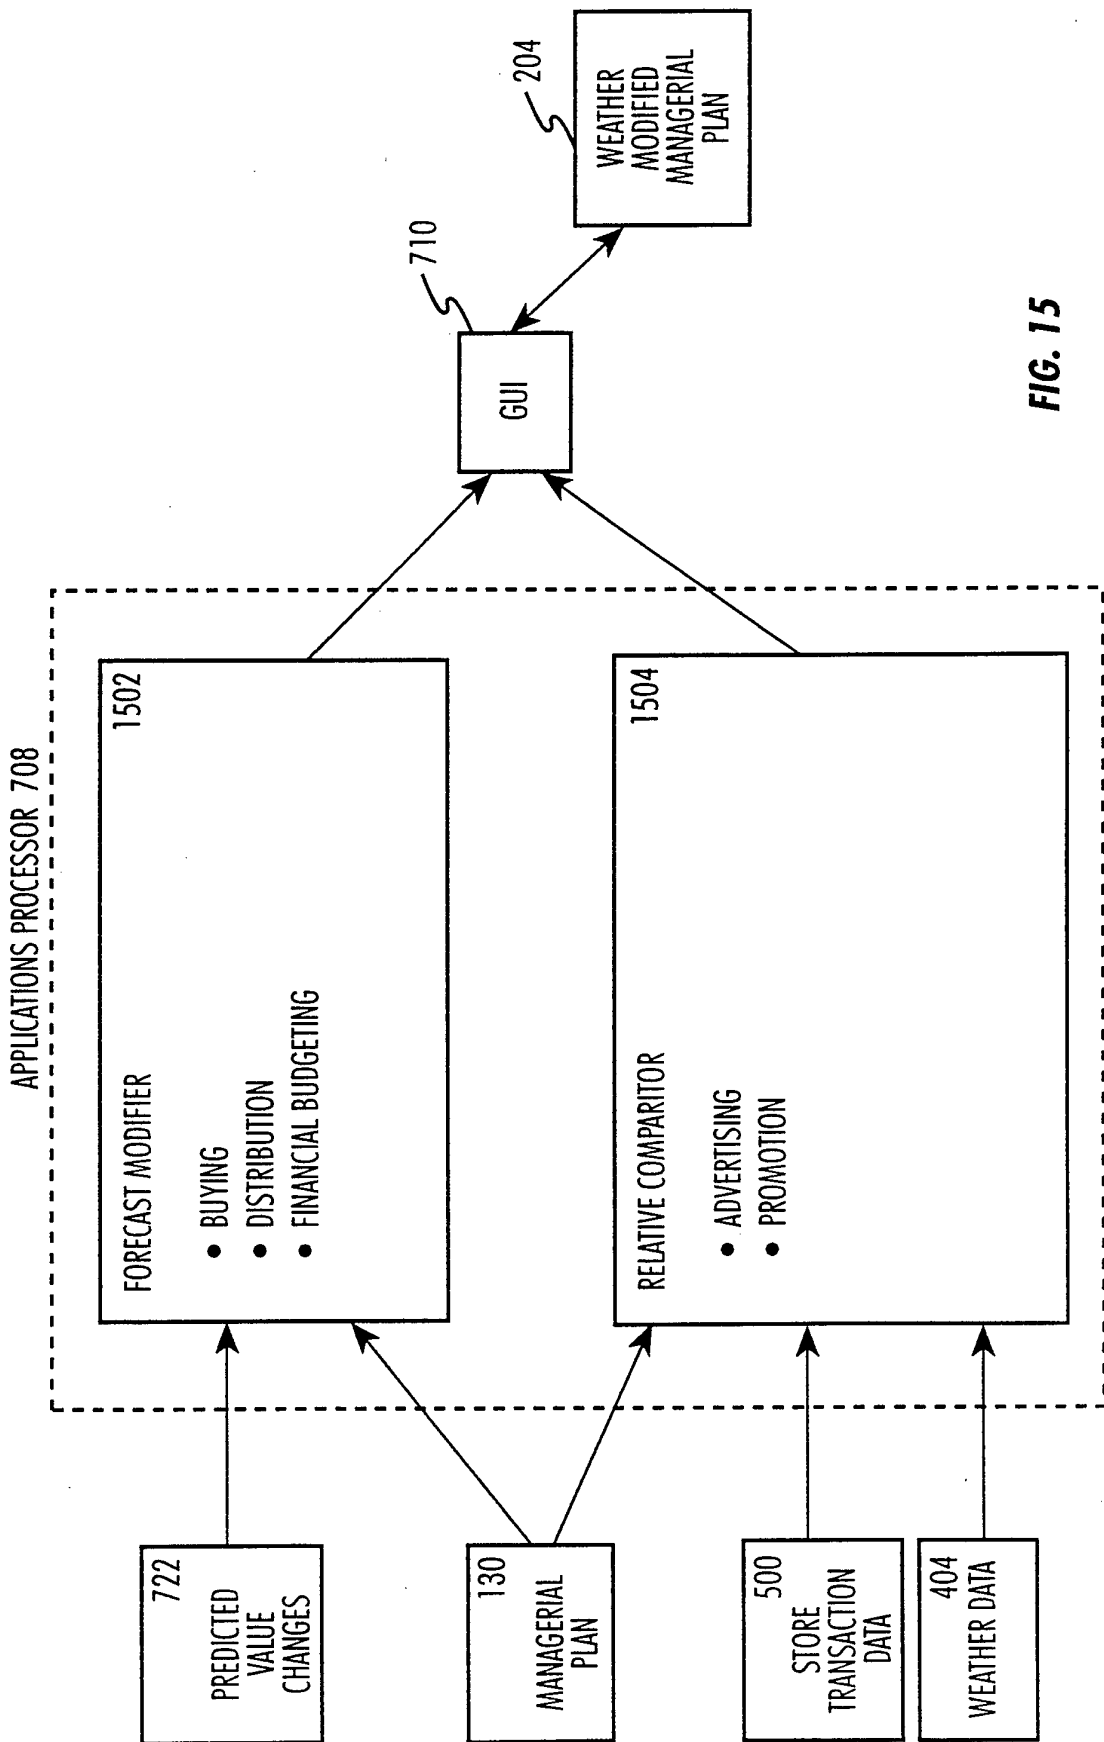 APPLICATIONS PROCESSOR 708
722
PREDICTED
VALUE
CHANGES
130
MANAGERIAL
PLAN
500
STORE
TRANSACTION
DATA
404
WEATHER DATA
1502
FORECAST MODIFIER
• BUYING
• DISTRIBUTION
• FINANCIAL BUDGETING
1504
RELATIVE COMPARITOR
• ADVERTISING
• PROMOTION
710
GUI
204
WEATHER
MODIFIED
MANAGERIAL
PLAN
FIG. 15